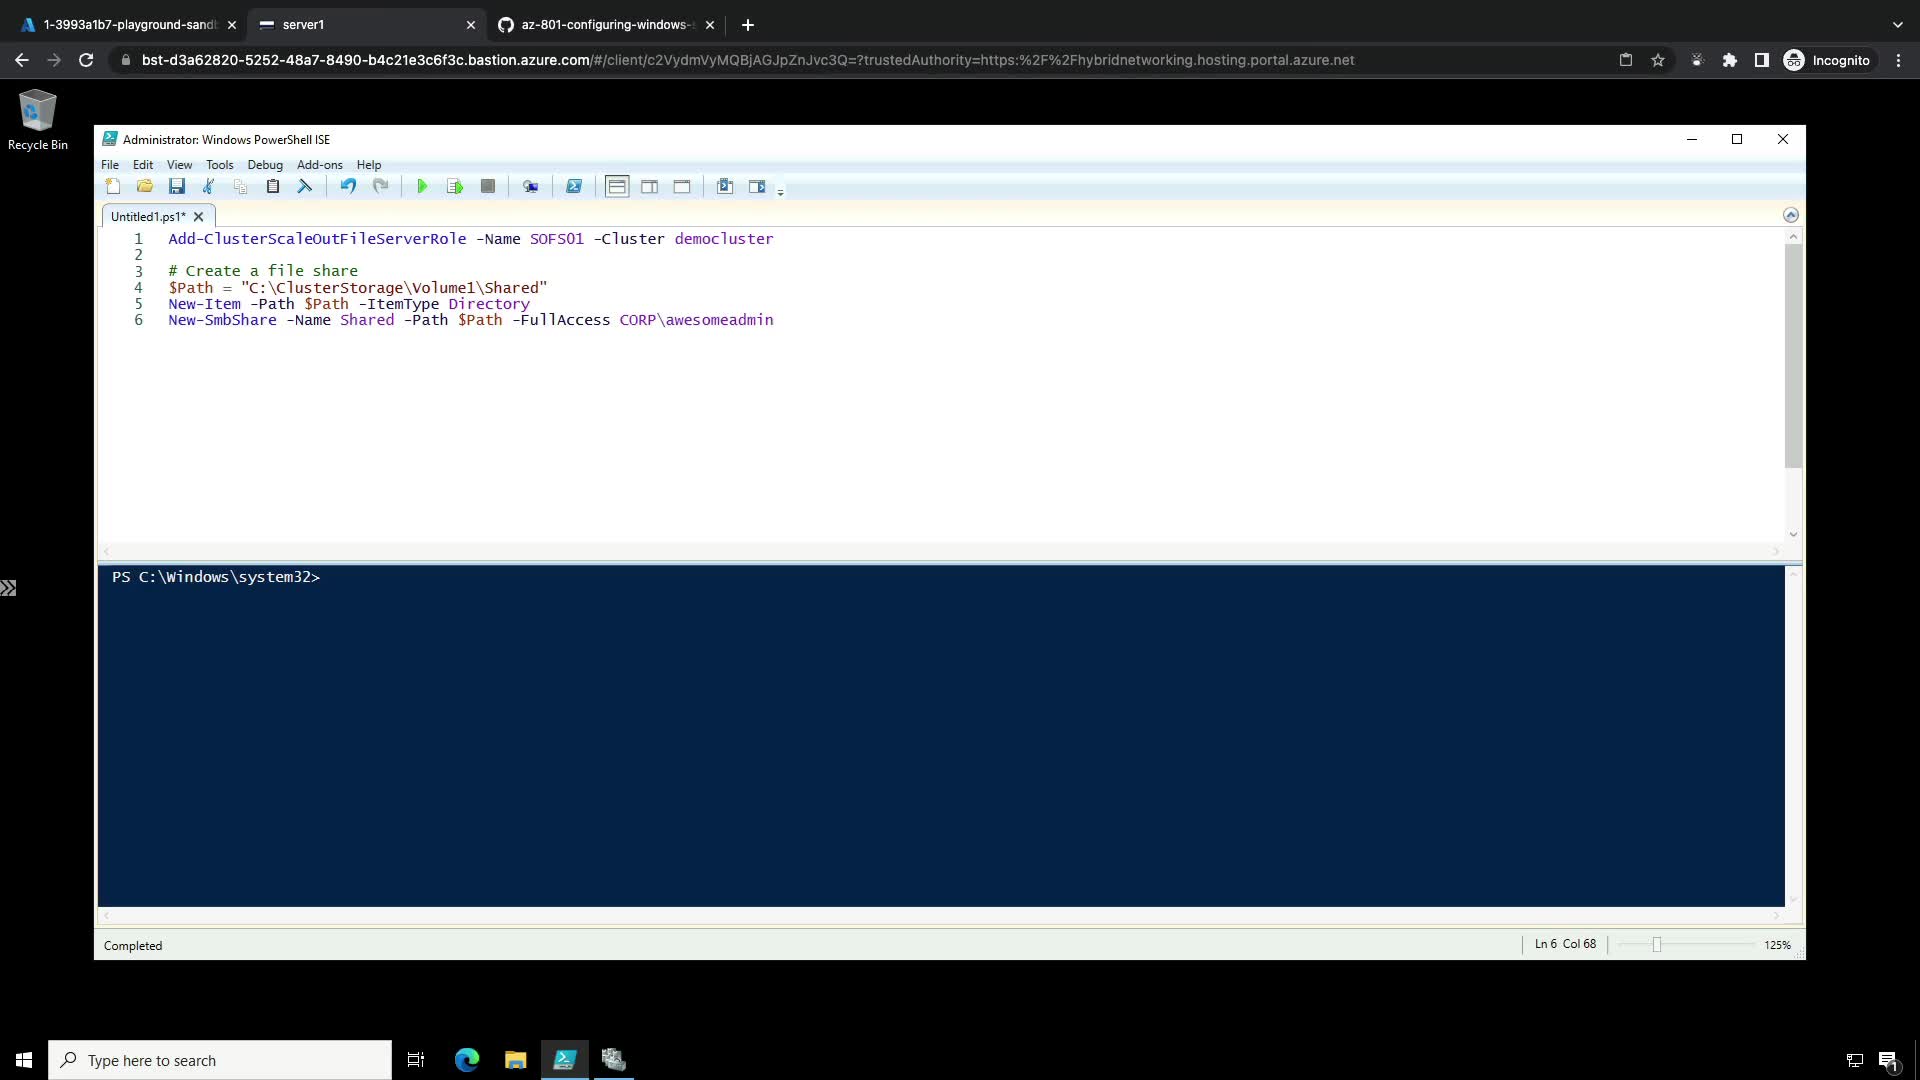 1-3993a1b7-playground-sand
server1
az-801-configuring-windows-
bst-d3a62820-5252-48a7-8490-b4c21e3c6f3c.bastion.azure.com/#/client/c2VydmVyMQBjAGJpZnJvc3Q=?trustedAuthority=https:%2F%2Fhybridnetworking.hosting.portal.azure.net
Incognito
Recycle Bin
Administrator: Windows PowerShell ISE
File Edit View Tools Debug Add-ons Help
Untitled1.ps1*
1 Add-ClusterScaleOutFileServerRole -Name SOFS01 -Cluster democluster
2
3 # Create a file share
4 $Path = "C:\ClusterStorage\Volume1\Shared"
5 New-Item -Path $Path -ItemType Directory
6 New-SmbShare -Name Shared -Path $Path -FullAccess CORP\awesomeadmin
PS C:\Windows\system32>
Completed
Ln 6 Col 68
125%
Type here to search
1